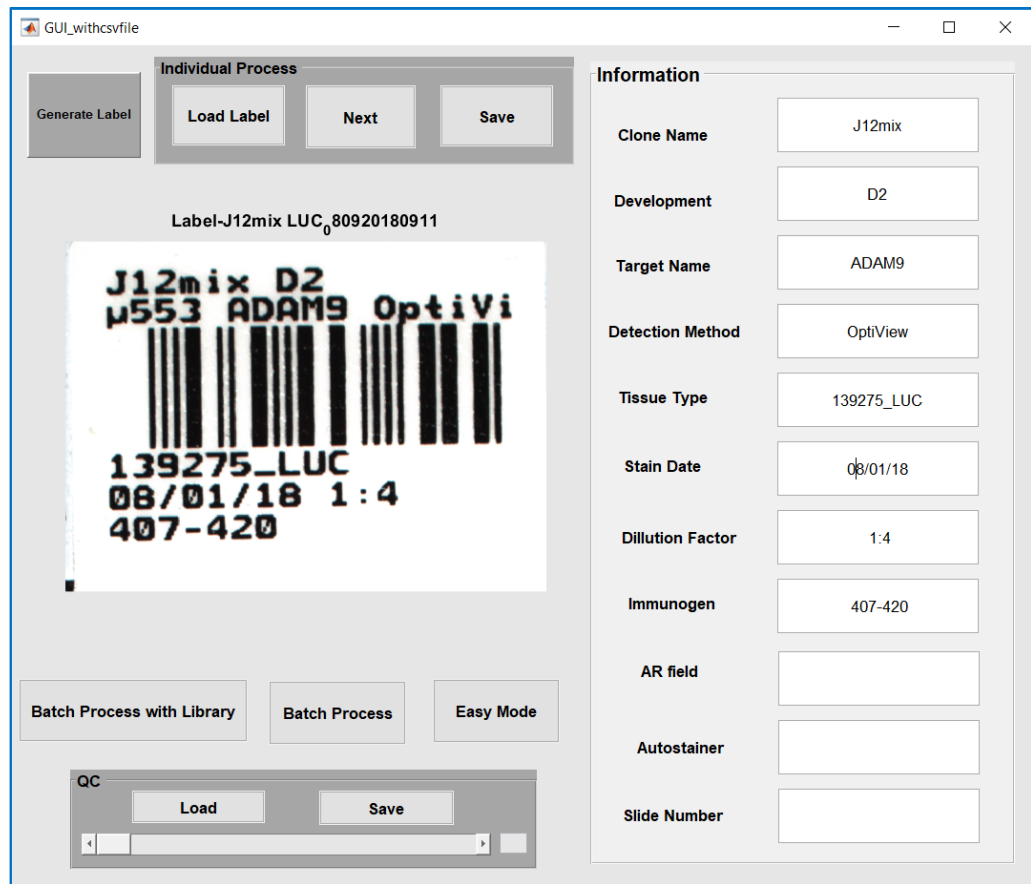 GUI_withcsvfile
Generate Label
Individual Process
Load Label
Next
Save
Label-J12mix LUC₀80920180911
J12mix D2
µ553 ADAM9 OptiVi
139275_LUC
08/01/18 1:4
407-420
Batch Process with Library
Batch Process
Easy Mode
QC
Load
Save
Information
Clone Name J12mix
Development D2
Target Name ADAM9
Detection Method OptiView
Tissue Type 139275_LUC
Stain Date 08/01/18
Dillution Factor 1:4
Immunogen 407-420
AR field
Autostainer
Slide Number